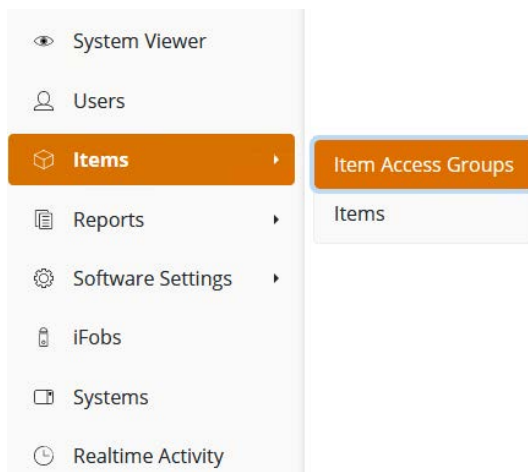 System Viewer
Users
Items
Item Access Groups
Items
Reports
Software Settings
iFobs
Systems
Realtime Activity